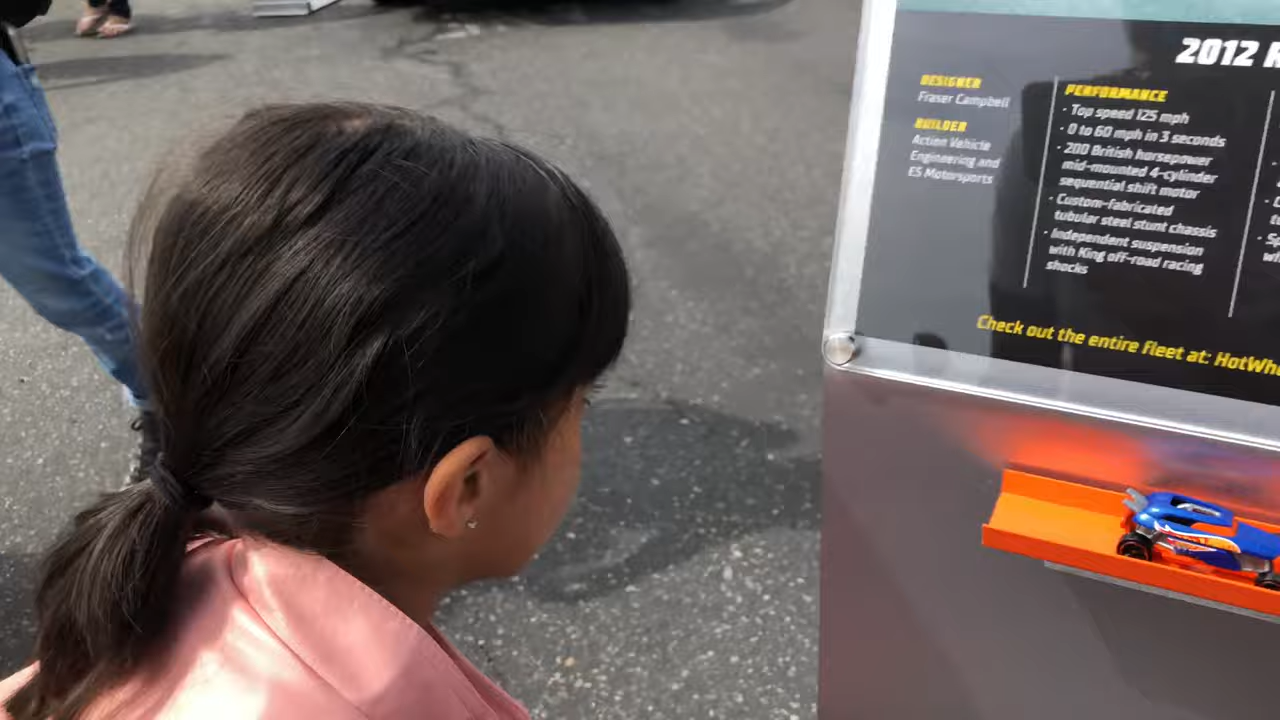 2012
DESIGNER
Fraser Campbell
BUILDER
Action Vehicle
Engineering and
ES Motorsports
PERFORMANCE
· Top speed 125 mph
· 0 to 60 mph in 3 seconds
· 200 British horsepower
mid-mounted 4-cylinder
sequential shift motor
· Custom-fabricated
tubular steel stunt chassis
· Independent suspension
with King off-road racing
shocks
Check out the entire fleet at: HotWhe